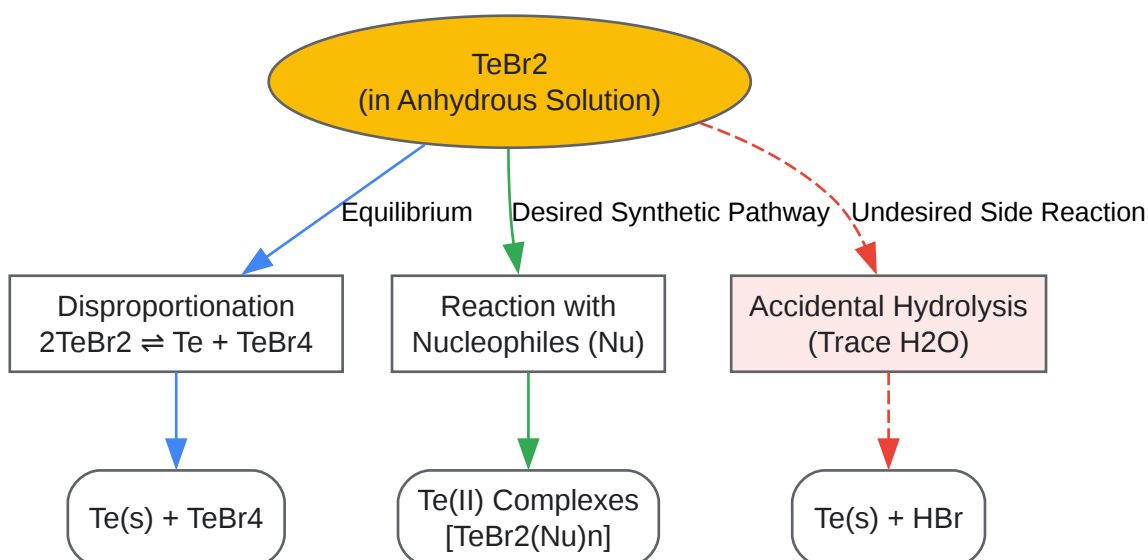 TeBr2
(in Anhydrous Solution)
Equilibrium
Desired Synthetic Pathway
Undesired Side Reaction
Disproportionation
2TeBr2 ⇌ Te + TeBr4
Reaction with
Nucleophiles (Nu)
Accidental Hydrolysis
(Trace H2O)
Te(s) + TeBr4
Te(II) Complexes
[TeBr2(Nu)n]
Te(s) + HBr